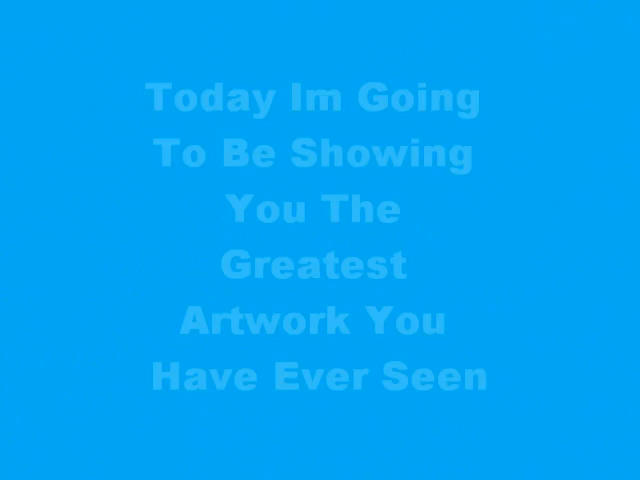 Today Im Going
To Be Showing
You The
Greatest
Artwork You
Have Ever Seen